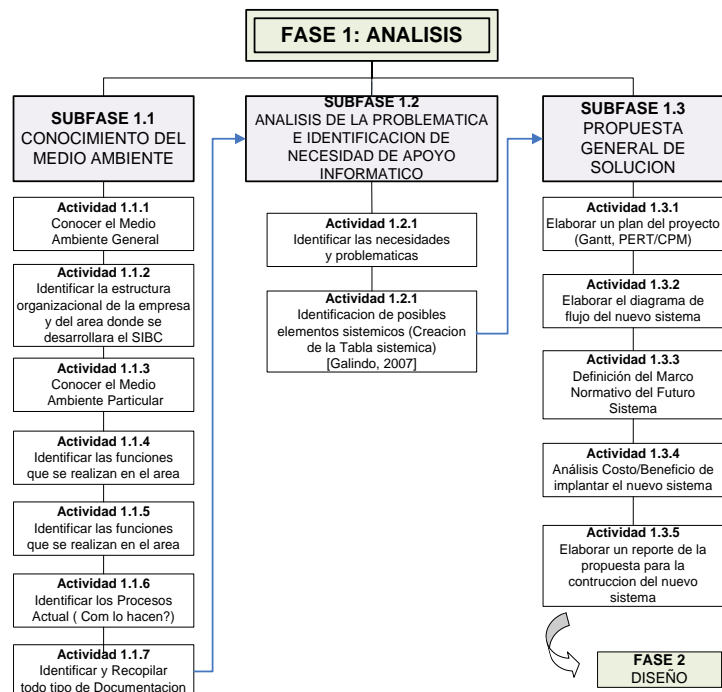 FASE 1: ANALISIS
SUBFASE 1.1
CONOCIMIENTO DEL
MEDIO AMBIENTE
Actividad 1.1.1
Conocer el Medio
Ambiente General
Actividad 1.1.2
Identificar la estructura
organizacional de la empresa
y del area donde se
desarrollara el SIBC
Actividad 1.1.3
Conocer el Medio
Ambiente Particular
Actividad 1.1.4
Identificar las funciones
que se realizan en el area
Actividad 1.1.5
Identificar las funciones
que se realizan en el area
Actividad 1.1.6
Identificar los Procesos
Actual ( Com lo hacen?)
Actividad 1.1.7
Identificar y Recopilar
todo tipo de Documentacion
SUBFASE 1.2
ANALISIS DE LA PROBLEMATICA
E IDENTIFICACION DE
NECESIDAD DE APOYO
INFORMATICO
Actividad 1.2.1
Identificar las necesidades
y problematicas
Actividad 1.2.1
Identificacion de posibles
elementos sistemicos (Creacion
de la Tabla sistemica)
[Galindo, 2007]
SUBFASE 1.3
PROPUESTA
GENERAL DE
SOLUCION
Actividad 1.3.1
Elaborar un plan del proyecto
(Gantt, PERT/CPM)
Actividad 1.3.2
Elaborar el diagrama de
flujo del nuevo sistema
Actividad 1.3.3
Definición del Marco
Normativo del Futuro
Sistema
Actividad 1.3.4
Análisis Costo/Beneficio de
implantar el nuevo sistema
Actividad 1.3.5
Elaborar un reporte de la
propuesta para la
contruccion del nuevo
sistema
FASE 2
DISEÑO